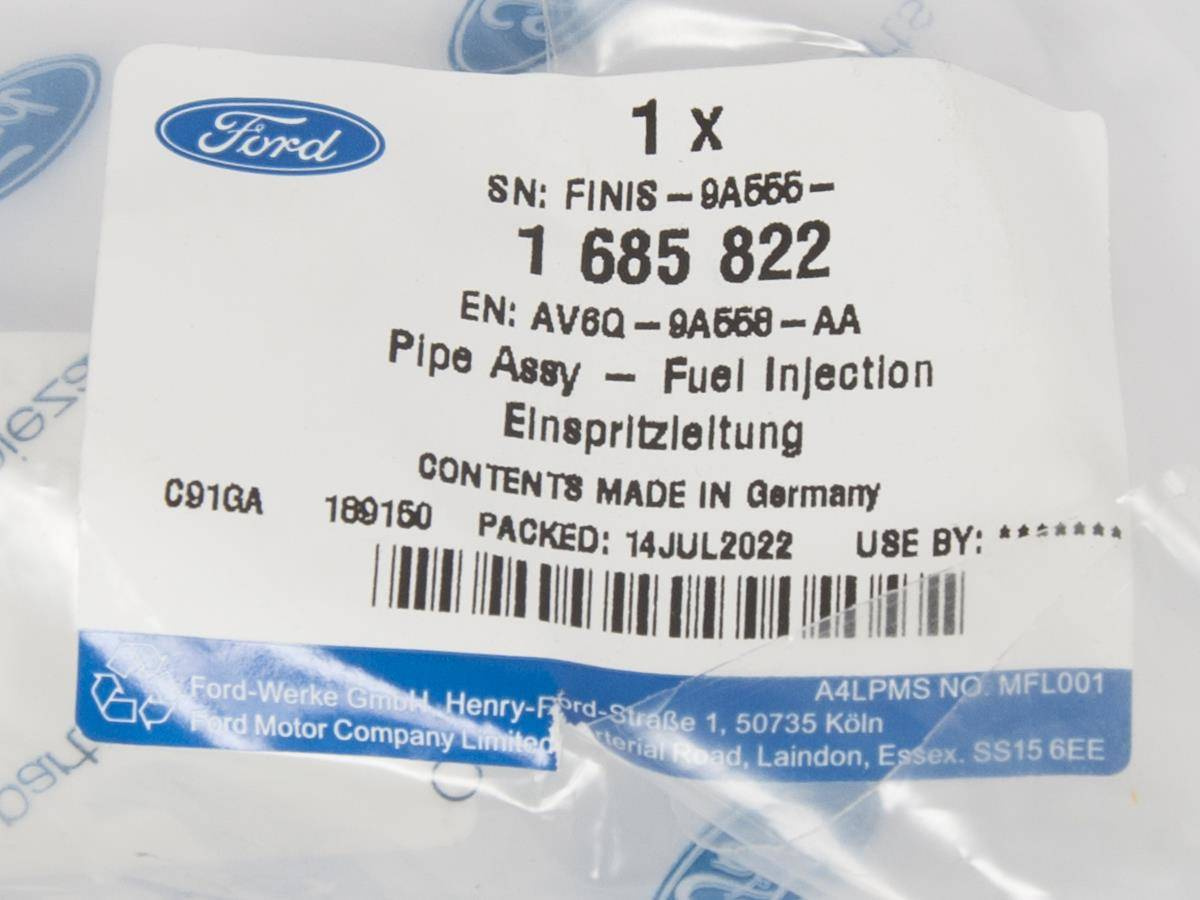 Ford
1 X
SN: FINIS-9A555-
1 685 822
EN: AV6Q-9A558-AA
Pipe Assy - Fuel Injection
Einspritzleitung
CONTENTS MADE IN Germany
C91GA 189150 PACKED: 14JUL2022 USE BY: *******
A4LPMS NO. MFL001
Ford-Werke GmbH, Henry-Ford-Straße 1, 50735 Köln
Ford Motor Company Limited Arterial Road, Laindon, Essex. SS15 6EE